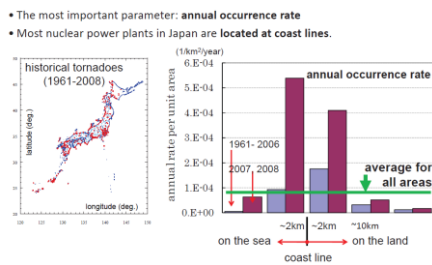 • The most important parameter: annual occurrence rate
• Most nuclear power plants in Japan are located at coast lines.
(1/km²/year)
historical tornadoes
(1961-2008)
latitude (deg.)
longitude (deg.)
annual rate per unit area
6.E-04
5.E-04
4.E-04
3.E-04
2.E-04
1.E-04
0.E+00
annual occurrence rate
1961- 2006
2007, 2008
average for
all areas
~2km
~2km
~10km
on the sea
on the land
coast line